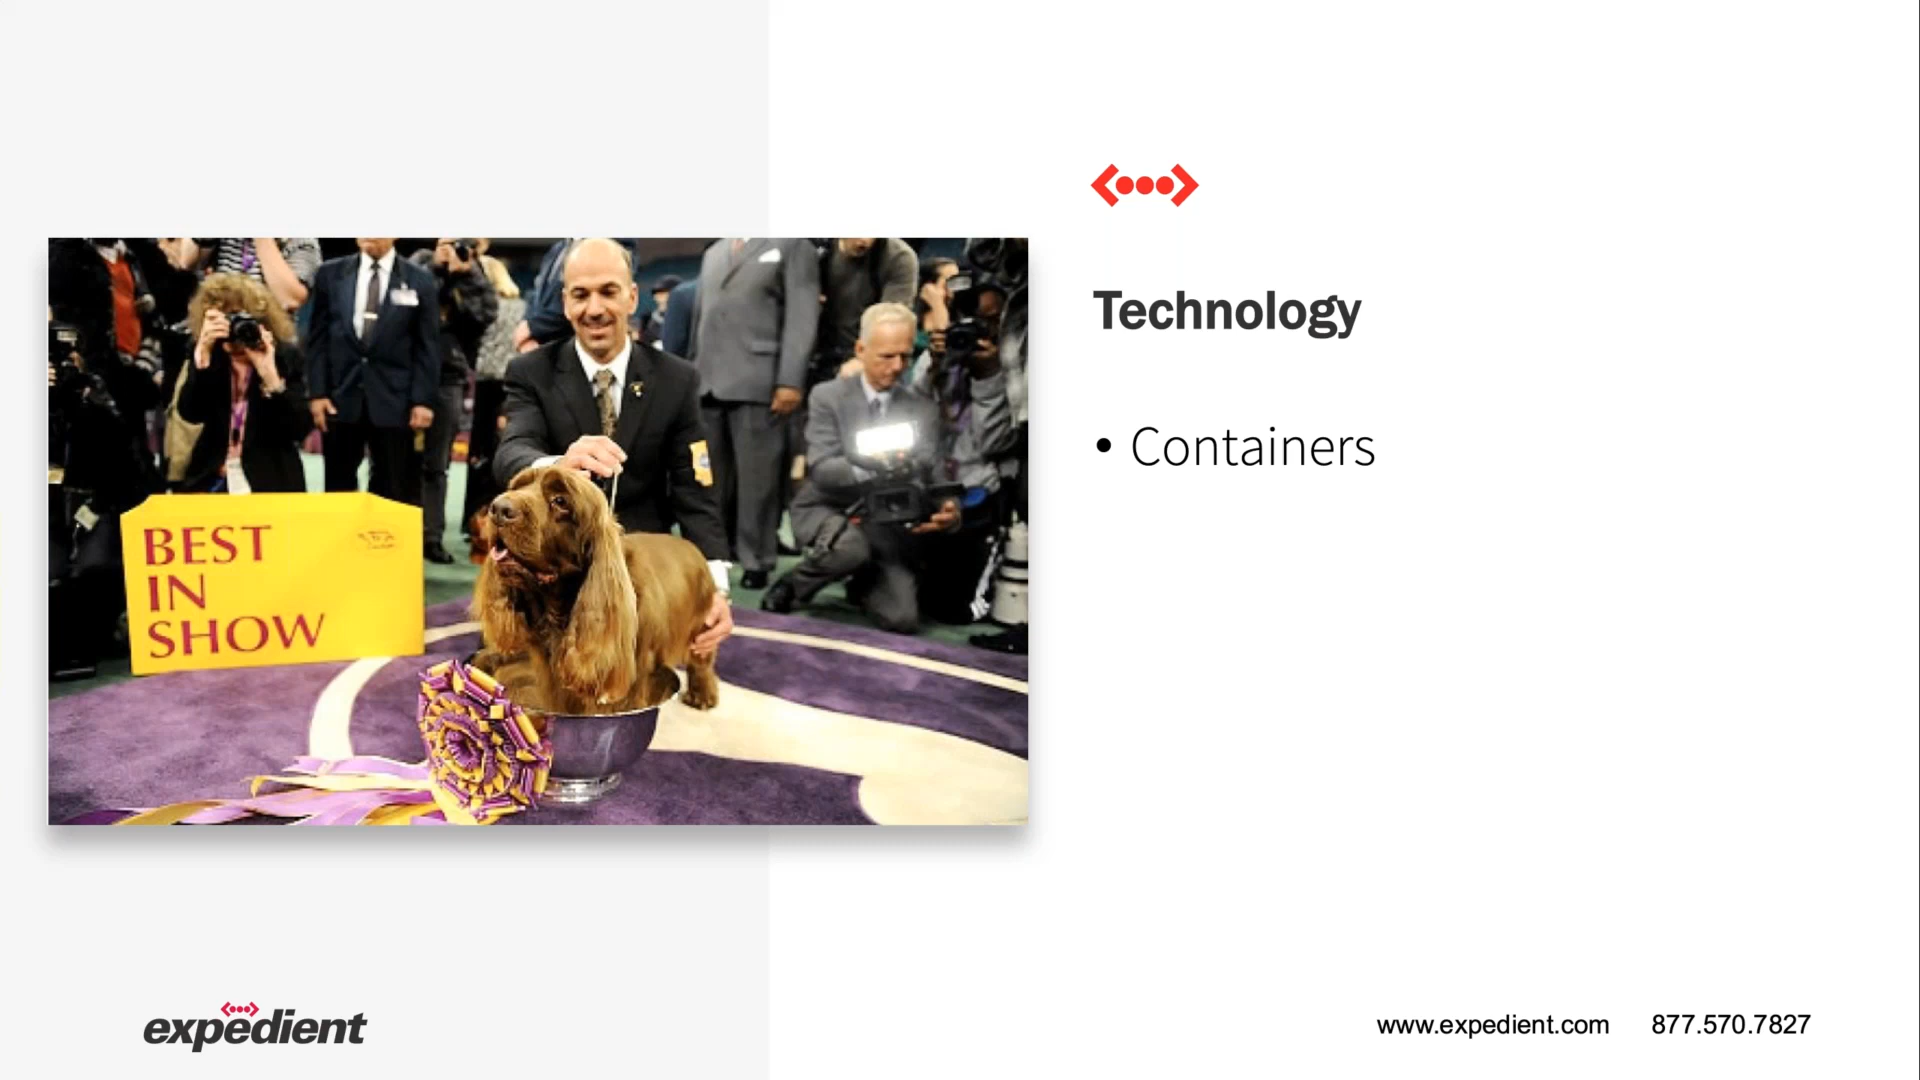 BEST
IN
SHOW
Technology
• Containers
expedient
www.expedient.com 877.570.7827